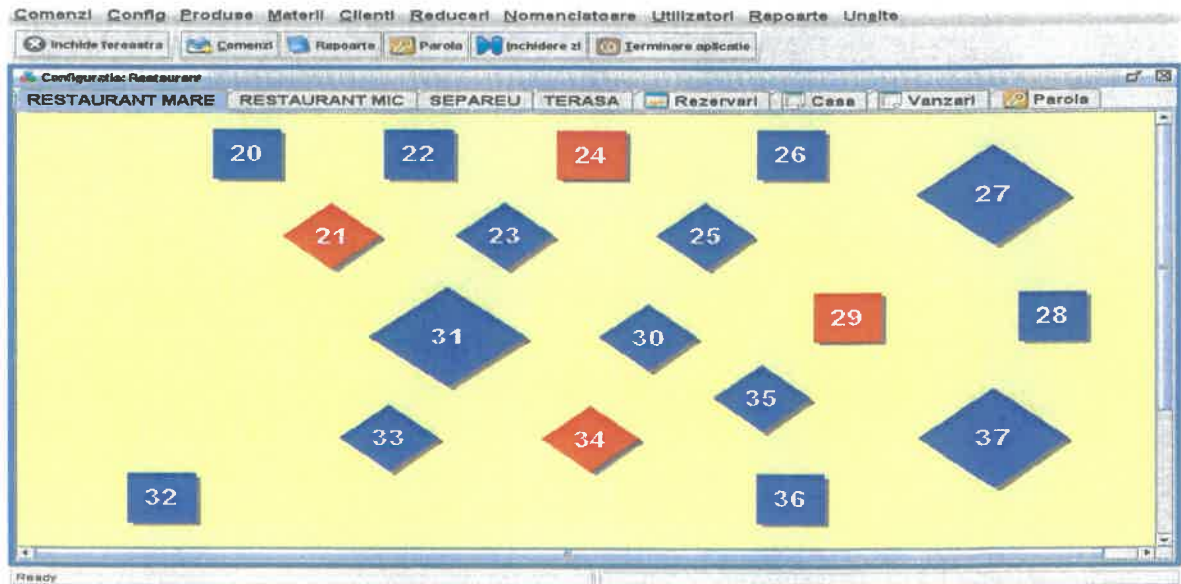 Comenzi Config Produse Materii Clienti Reduceri Nomenclatoare Utilizatori Rapoarte Unelte
Inchide fereastra Comenzi Rapoarte Parola Inchidere zi Terminare aplicatie
Configuratie: Restaurant
RESTAURANT MARE RESTAURANT MIC SEPAREU TERASA Rezervari Casa Vanzari Parola
20 22 24 26
27
21 23 25
29 28
31 30
35
33 34 37
32 36
Ready